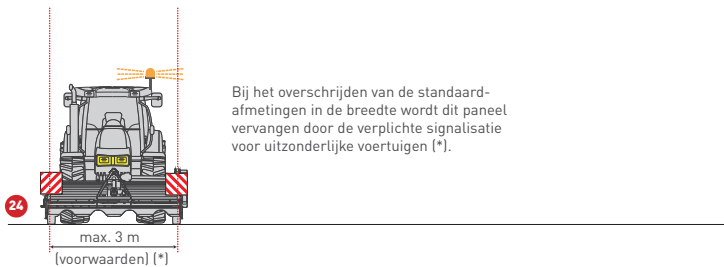 Bij het overschrijden van de standaard-
afmetingen in de breedte wordt dit paneel
vervangen door de verplichte signalisatie
voor uitzonderlijke voertuigen (*).
24
max. 3 m
(voorwaarden) (*)